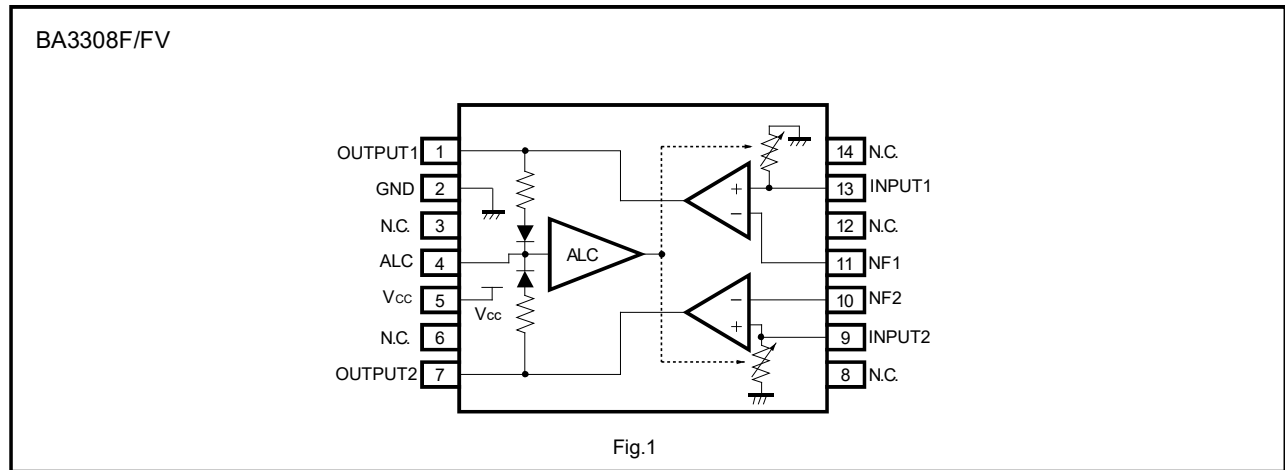 BA3308F/FV
OUTPUT1 1
GND 2
N.C. 3
ALC 4
VCC 5
N.C. 6
OUTPUT2 7
VCC
ALC
+
−
−
+
14 N.C.
13 INPUT1
12 N.C.
11 NF1
10 NF2
9 INPUT2
8 N.C.
Fig.1